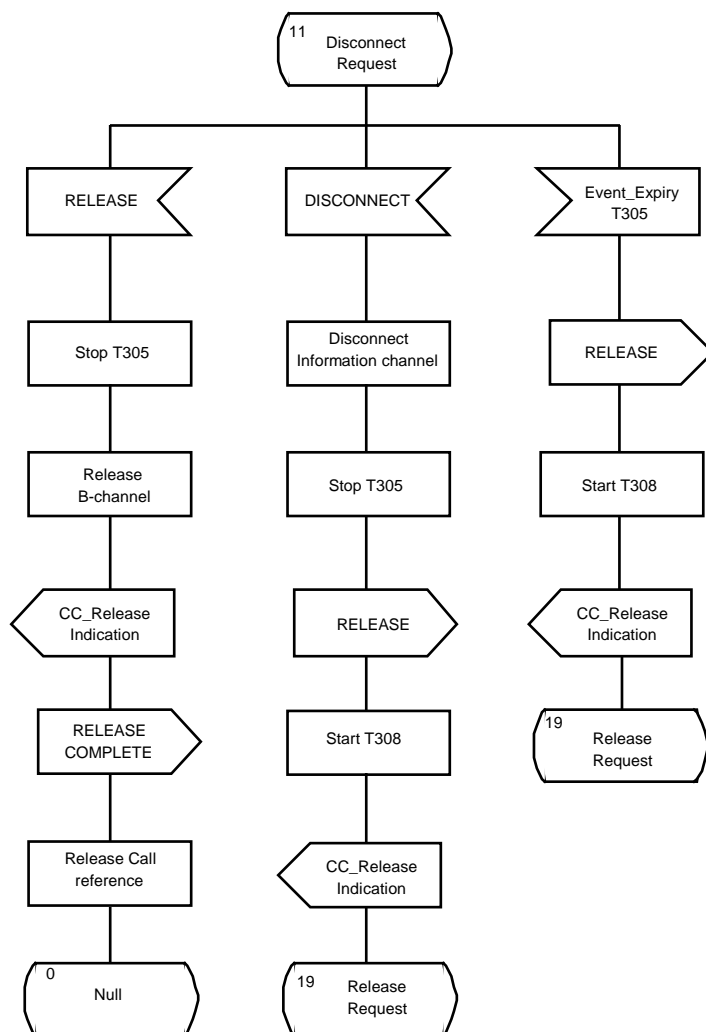 11
Disconnect
Request
RELEASE
DISCONNECT
Event_Expiry
T305
Stop T305
Disconnect
Information channel
RELEASE
Release
B-channel
Stop T305
Start T308
CC_Release
Indication
RELEASE
CC_Release
Indication
RELEASE
COMPLETE
Start T308
19
Release
Request
Release Call
reference
CC_Release
Indication
0
Null
19
Release
Request